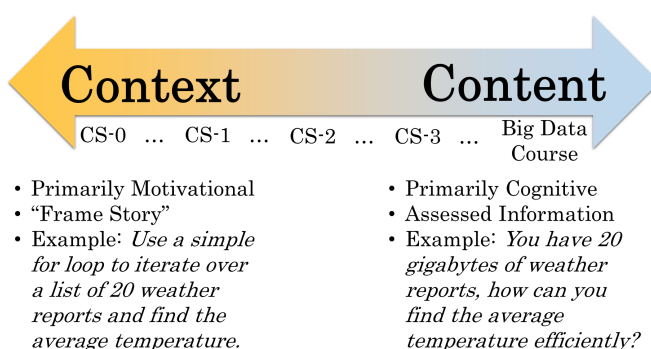 Context
Content
CS-0 ... CS-1 ... CS-2 ... CS-3 ... Big Data
Course
• Primarily Motivational
• “Frame Story”
• Example: Use a simple
for loop to iterate over
a list of 20 weather
reports and find the
average temperature.
• Primarily Cognitive
• Assessed Information
• Example: You have 20
gigabytes of weather
reports, how can you
find the average
temperature efficiently?